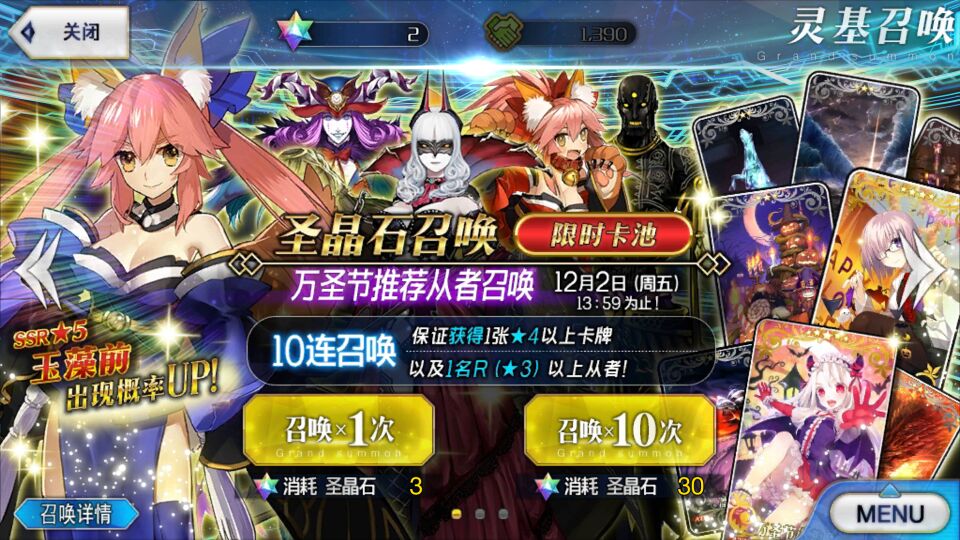 关闭
2
1,390
灵基召唤
Grand summon
圣晶石召唤
限时卡池
万圣节推荐从者召唤
12月2日 (周五)
13:59为止!
SSR★5
玉藻前
出现概率UP!
10连召唤
保证获得1张★4以上卡牌
以及1名R (★3) 以上从者!
召唤×1次
Grand summon
召唤×10次
Grand summon
消耗 圣晶石 3
消耗 圣晶石 30
召唤详情
MENU